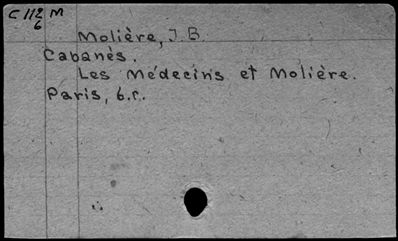 C 112 M
6
Molière, J.B.
Cabanès.
Les Médecins et Molière.
Paris, б.г.